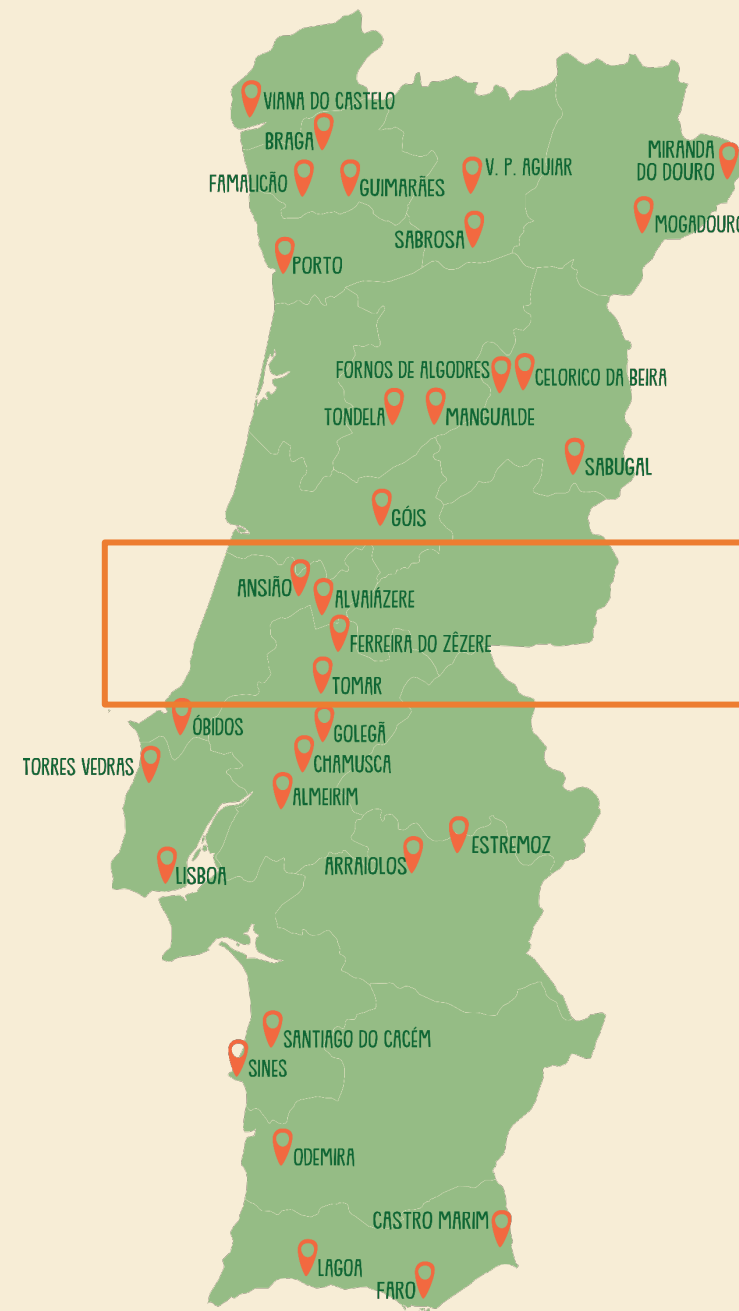 VIANA DO CASTELO
BRAGA
MIRANDA
DO DOURO
V. P. AGUIAR
FAMALICÃO
GUIMARÃES
MOGADOURO
SABROSA
PORTO
FORNOS DE ALGODRES
CELORICO DA BEIRA
TONDELA
MANGUALDE
SABUGAL
GÓIS
ANSIÃO
ALVAIÁZERE
FERREIRA DO ZÊZERE
TOMAR
ÓBIDOS
GOLEGÃ
TORRES VEDRAS
CHAMUSCA
ALMEIRIM
ESTREMOZ
ARRAIOLOS
LISBOA
SANTIAGO DO CACÉM
SINES
ODEMIRA
CASTRO MARIM
LAGOA
FARO